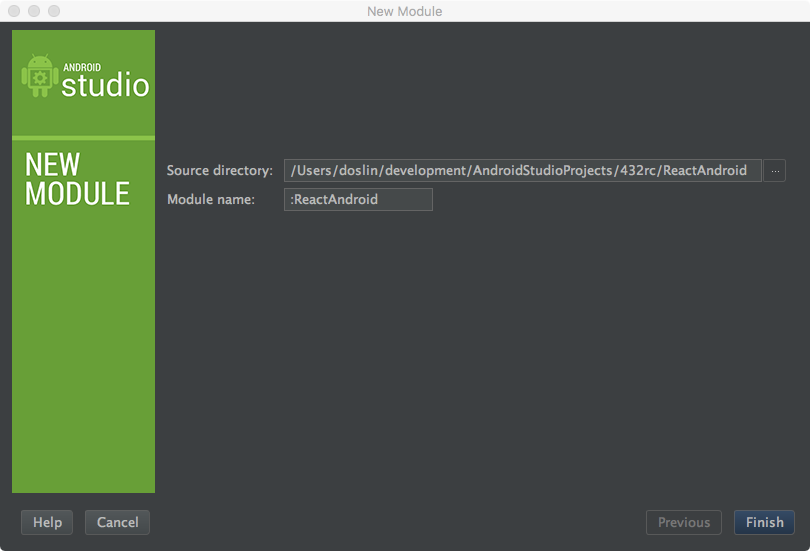 New Module
ANDROID
studio
NEW
MODULE
Source directory: /Users/doslin/development/AndroidStudioProjects/432rc/ReactAndroid ...
Module name: :ReactAndroid
Help Cancel Previous Finish